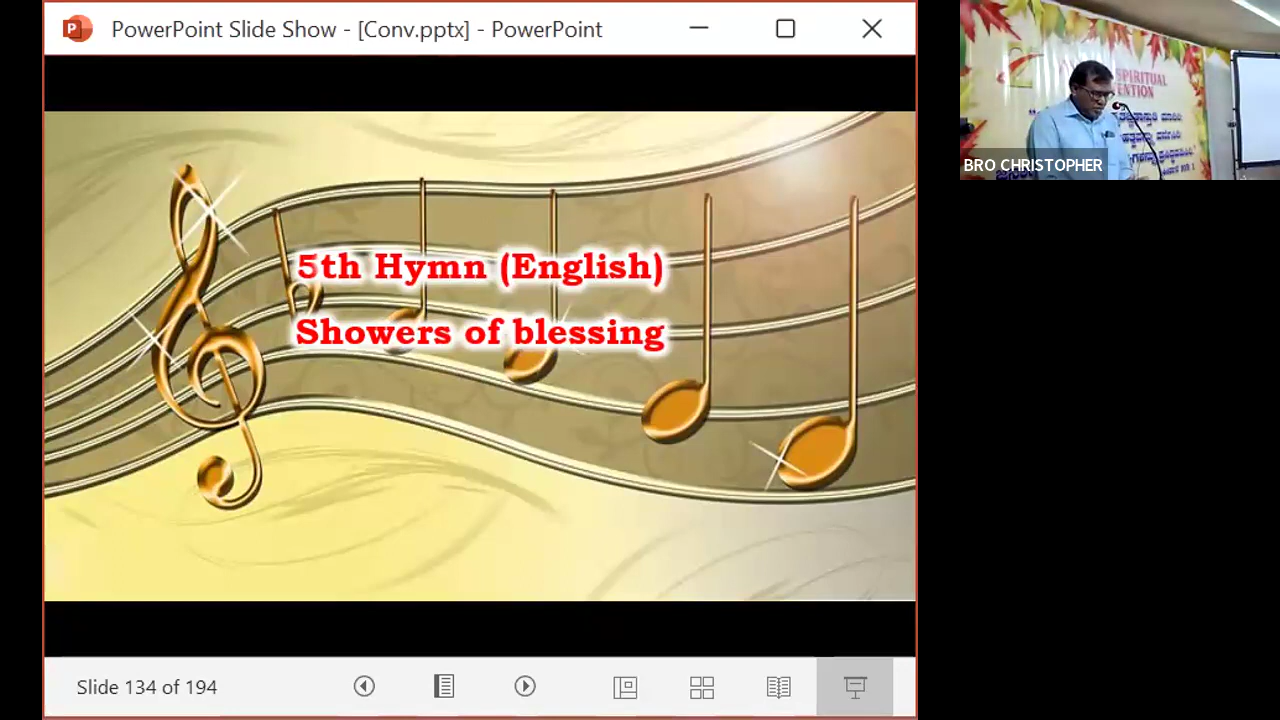 PowerPoint Slide Show - [Conv.pptx] - PowerPoint
5th Hymn (English)
Showers of blessing
Slide 134 of 194
SPIRITUAL
BRO CHRISTOPHER